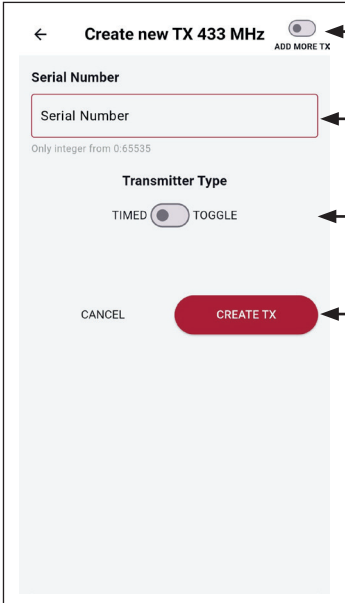 Create new TX 433 MHz
ADD MORE TX
Serial Number
Serial Number
Only integer from 0:65535
Transmitter Type
TIMED TOGGLE
CANCEL CREATE TX